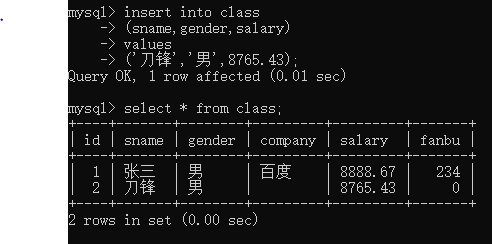 mysql> insert into class
-> (sname,gender,salary)
-> values
-> ('刀锋','男',8765.43);
Query OK, 1 row affected (0.01 sec)
mysql> select * from class;
+----+-------+--------+---------+---------+-------+
| id | sname | gender | company | salary | fanbu |
+----+-------+--------+---------+---------+-------+
| 1 | 张三 | 男 | 百度 | 8888.67 | 234 |
| 2 | 刀锋 | 男 | | 8765.43 | 0 |
+----+-------+--------+---------+---------+-------+
2 rows in set (0.00 sec)